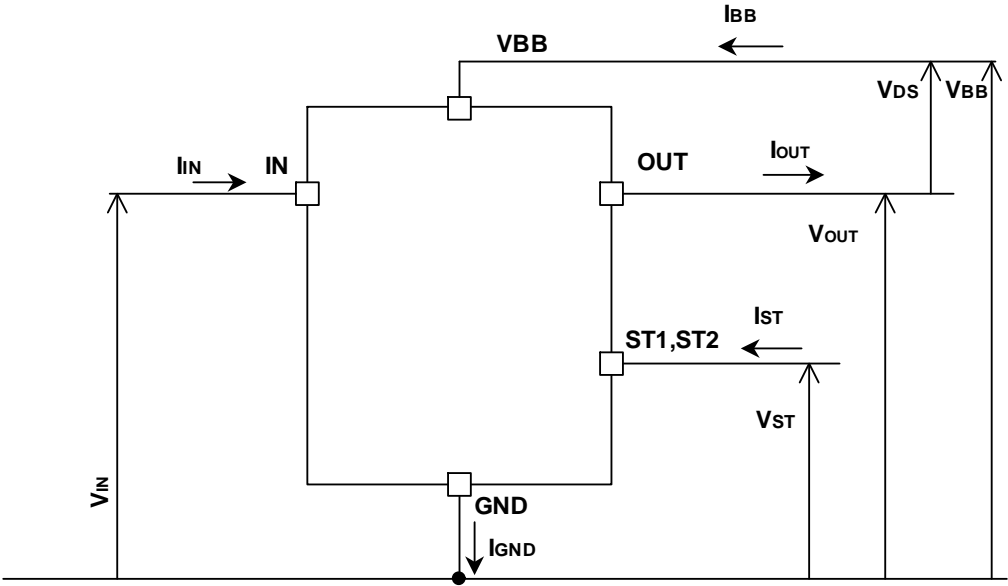 IBB
VBB
VDS VBB
IIN IN OUT IOUT
VOUT
IST
ST1,ST2
VST
VIN
GND
IGND